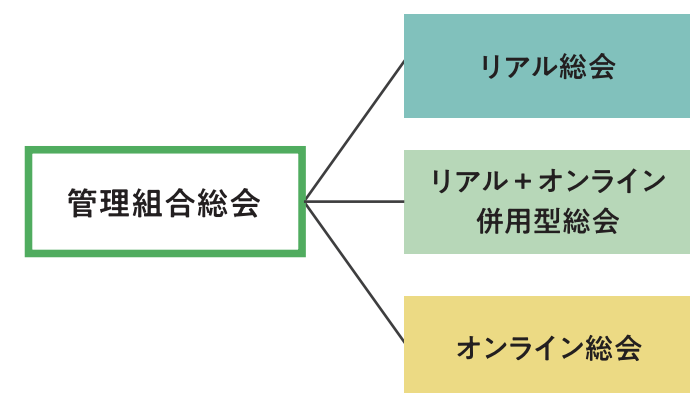 管理組合総会
リアル総会
リアル+オンライン
併用型総会
オンライン総会